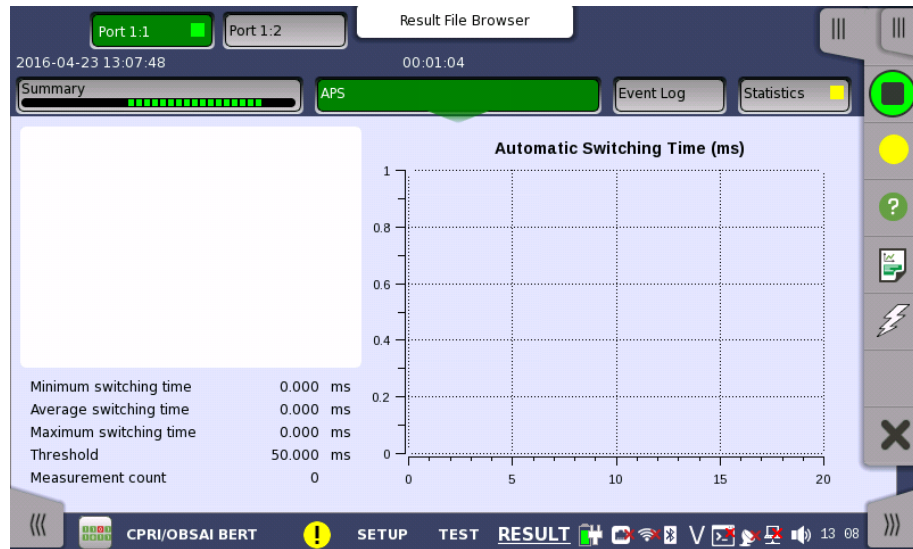 Result File Browser
Port 1:1
Port 1:2
2016-04-23 13:07:48
00:01:04
Summary
APS
Event Log
Statistics
Automatic Switching Time (ms)
1
0.8
0.6
0.4
0.2
0
0
5
10
15
20
Minimum switching time 0.000 ms
Average switching time 0.000 ms
Maximum switching time 0.000 ms
Threshold 50.000 ms
Measurement count 0
CPRI/OBSAI BERT
!
SETUP
TEST
RESULT
V
13 08